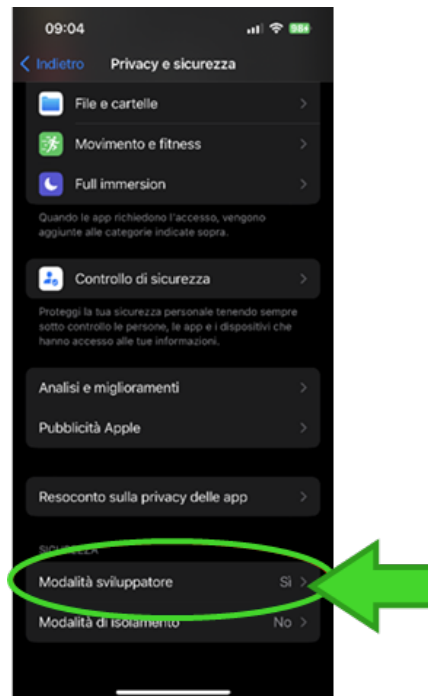 09:04
98+
Indietro Privacy e sicurezza
File e cartelle
Movimento e fitness
Full immersion
Quando le app richiedono l'accesso, vengono
aggiunte alle categorie indicate sopra.
Controllo di sicurezza
Proteggi la tua sicurezza personale tenendo sempre
sotto controllo le persone, le app e i dispositivi che
hanno accesso alle tue informazioni.
Analisi e miglioramenti
Pubblicità Apple
Resoconto sulla privacy delle app
SICUREZZA
Modalità sviluppatore Sì
Modalità di isolamento No